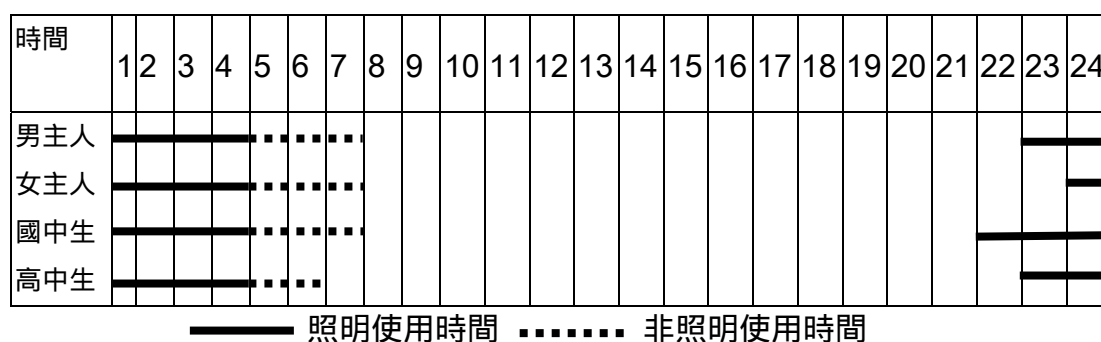 時間 1 2 3 4 5 6 7 8 9 10 11 12 13 14 15 16 17 18 19 20 21 22 23 24
男主人
女主人
國中生
高中生
照明使用時間 非照明使用時間